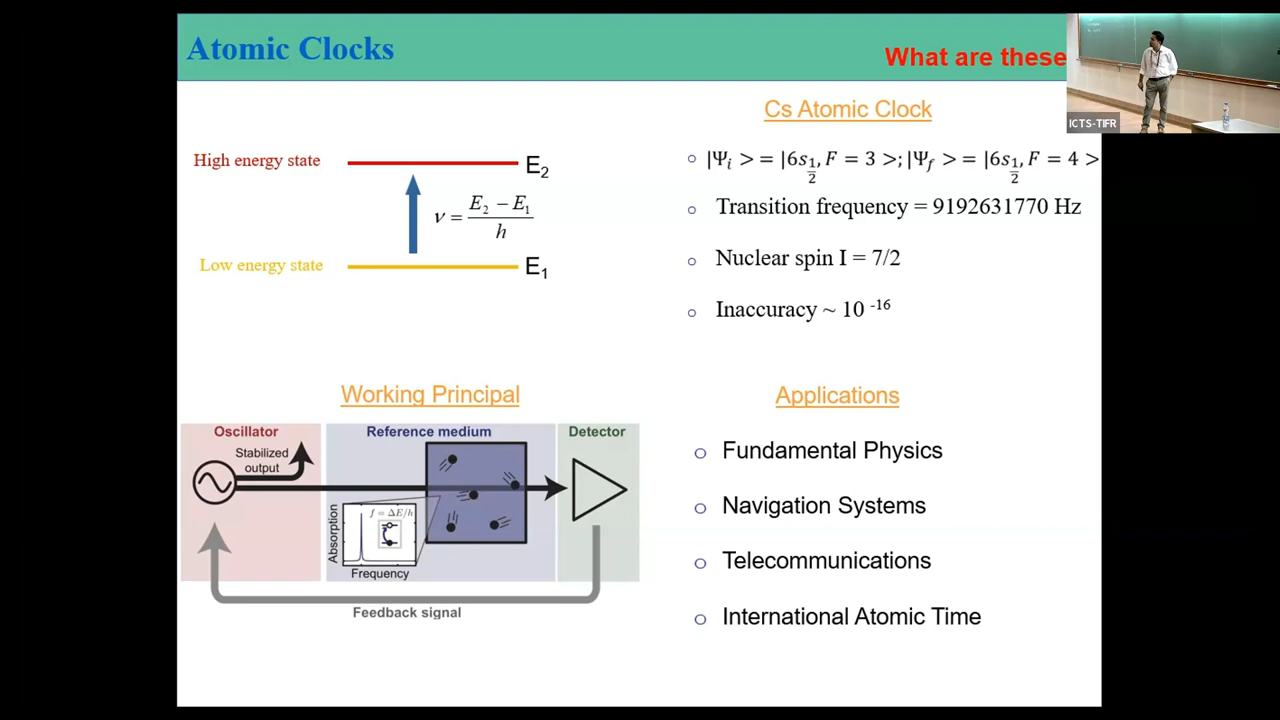 Atomic Clocks
What are these
ICTS-TIFR
High energy state
E₂
ν = (E₂ − E₁) / h
Low energy state
E₁
Cs Atomic Clock
|Ψᵢ > = |6s1/2, F = 3 >; |Ψf > = |6s1/2, F = 4 >
Transition frequency = 9192631770 Hz
Nuclear spin I = 7/2
Inaccuracy ~ 10 ⁻¹⁶
Working Principal
Oscillator
Reference medium
Detector
Stabilized
output
f = ΔE/h
Absorption
Frequency
Feedback signal
Applications
Fundamental Physics
Navigation Systems
Telecommunications
International Atomic Time